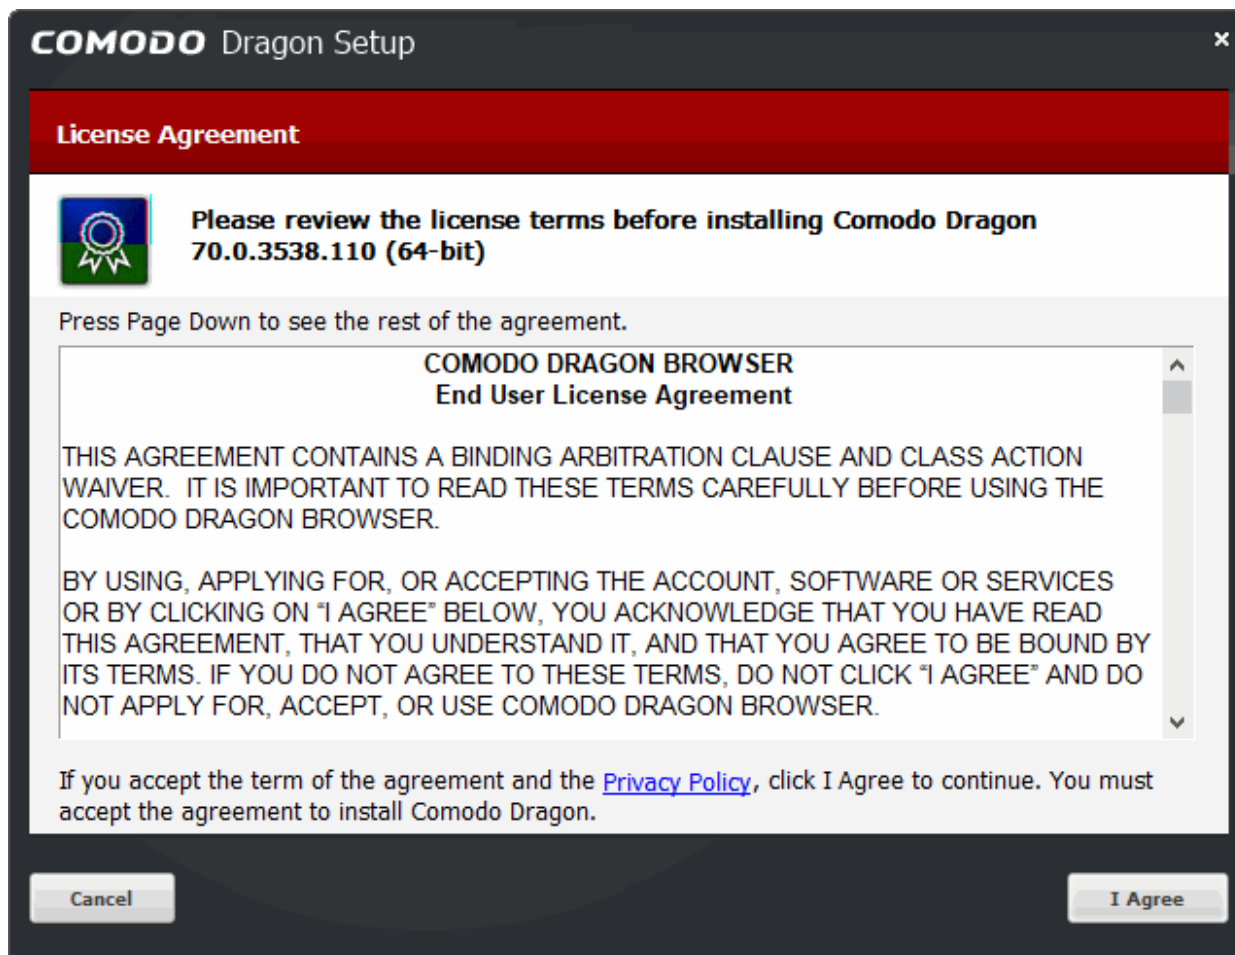 COMODO Dragon Setup
License Agreement
Please review the license terms before installing Comodo Dragon
70.0.3538.110 (64-bit)
Press Page Down to see the rest of the agreement.
COMODO DRAGON BROWSER
End User License Agreement
THIS AGREEMENT CONTAINS A BINDING ARBITRATION CLAUSE AND CLASS ACTION
WAIVER.  IT IS IMPORTANT TO READ THESE TERMS CAREFULLY BEFORE USING THE
COMODO DRAGON BROWSER.
BY USING, APPLYING FOR, OR ACCEPTING THE ACCOUNT, SOFTWARE OR SERVICES
OR BY CLICKING ON “I AGREE” BELOW, YOU ACKNOWLEDGE THAT YOU HAVE READ
THIS AGREEMENT, THAT YOU UNDERSTAND IT, AND THAT YOU AGREE TO BE BOUND BY
ITS TERMS. IF YOU DO NOT AGREE TO THESE TERMS, DO NOT CLICK “I AGREE” AND DO
NOT APPLY FOR, ACCEPT, OR USE COMODO DRAGON BROWSER.
If you accept the term of the agreement and the Privacy Policy, click I Agree to continue. You must
accept the agreement to install Comodo Dragon.
Cancel
I Agree